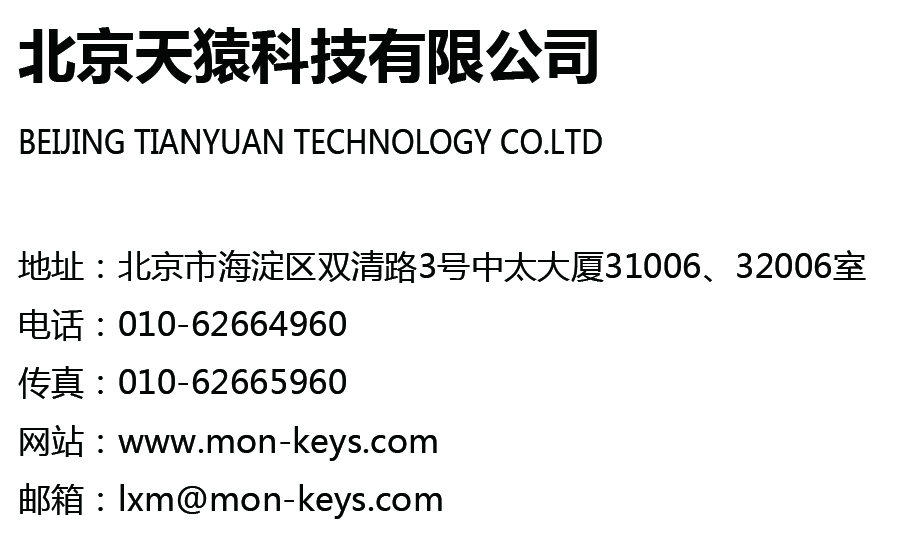 北京天猿科技有限公司
BEIJING TIANYUAN TECHNOLOGY CO.LTD
地址：北京市海淀区双清路3号中太大厦31006、32006室
电话：010-62664960
传真：010-62665960
网站：www.mon-keys.com
邮箱：lxm@mon-keys.com